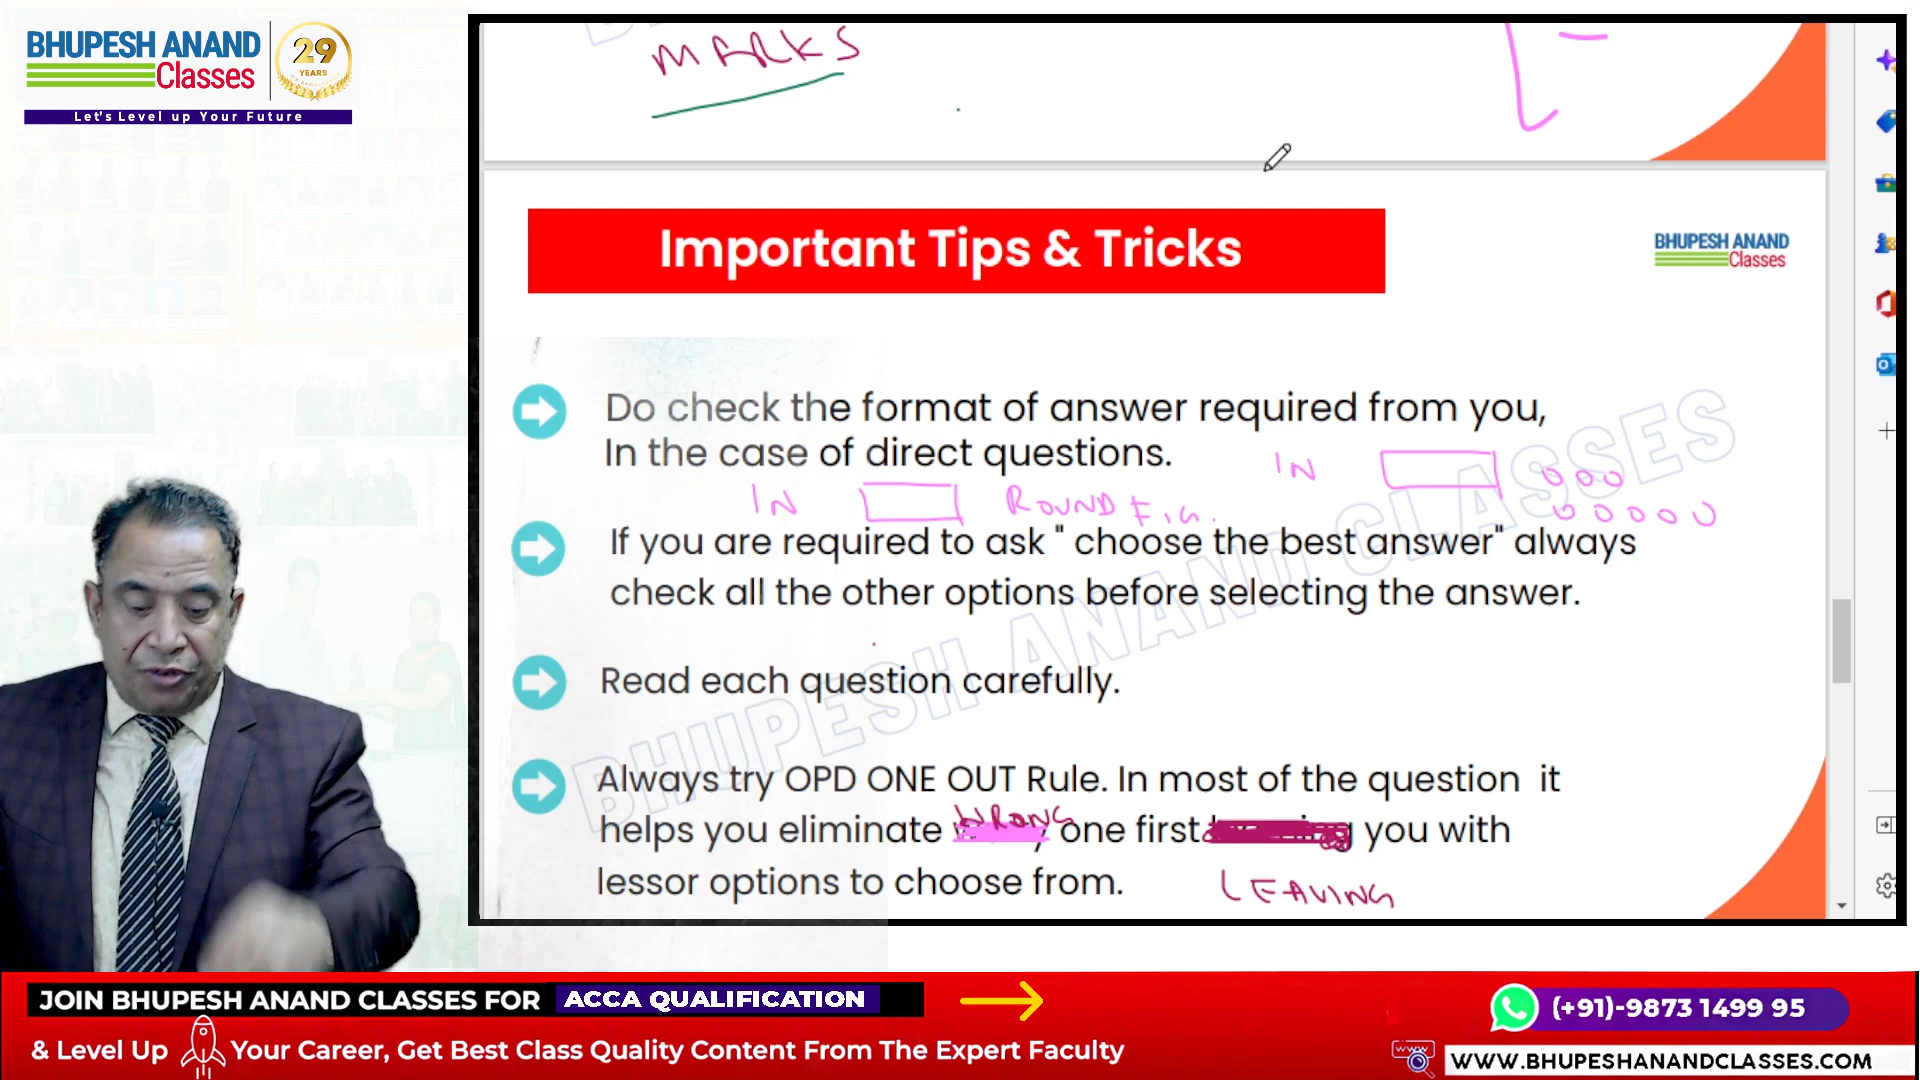 BHUPESH ANAND
Classes
29
YEARS
Let's Level up Your Future
MARKS
Important Tips & Tricks
BHUPESH ANAND
Classes
Do check the format of answer required from you,
In the case of direct questions.
IN 000
IN ROUND FIG. 00000
If you are required to ask " choose the best answer" always
check all the other options before selecting the answer.
Read each question carefully.
Always try OPD ONE OUT Rule. In most of the question it
WRONG
helps you eliminate one first you with
lessor options to choose from.
LEAVING
BHUPESH ANAND CLASSES
JOIN BHUPESH ANAND CLASSES FOR ACCA QUALIFICATION
(+91)-9873 1499 95
& Level Up Your Career, Get Best Class Quality Content From The Expert Faculty
WWW
WWW.BHUPESHANANDCLASSES.COM